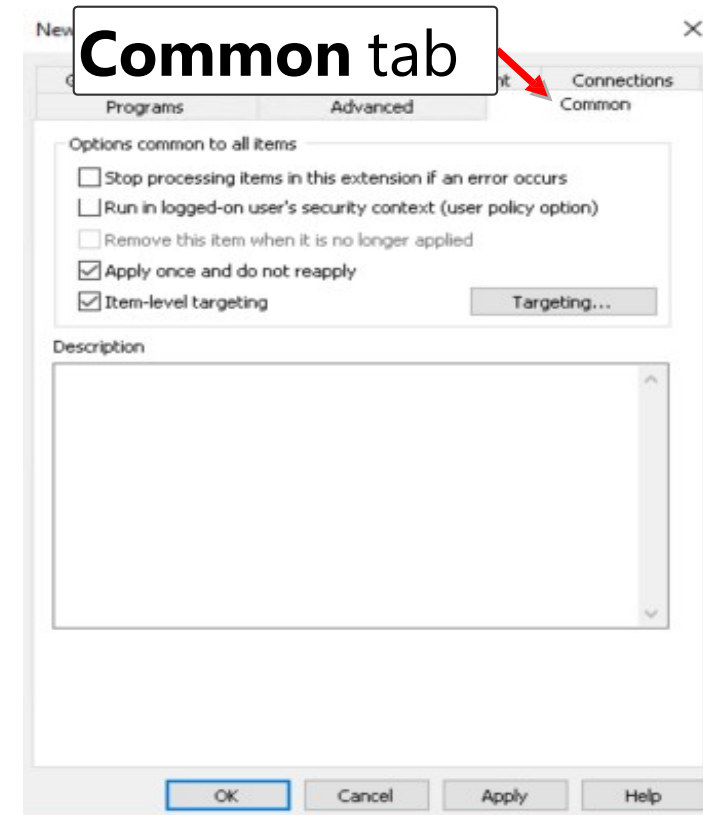 New
Common tab
Connections
Programs Advanced Common
Options common to all items
Stop processing items in this extension if an error occurs
Run in logged-on user's security context (user policy option)
Remove this item when it is no longer applied
Apply once and do not reapply
Item-level targeting Targeting...
Description
OK Cancel Apply Help